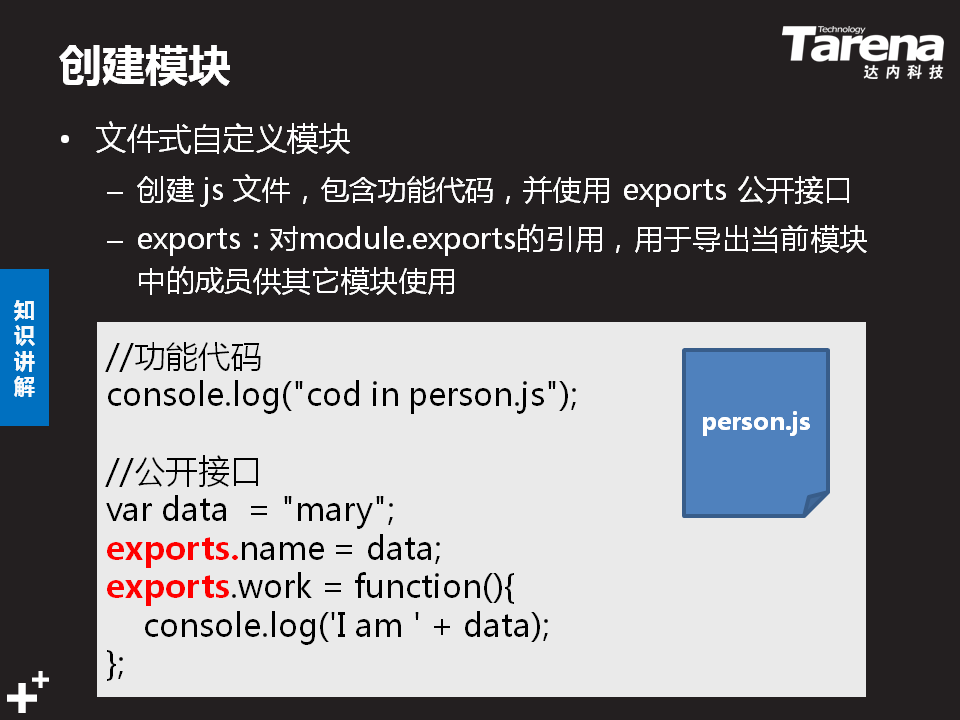 创建模块
Technology
Tarena
达内科技
• 文件式自定义模块
– 创建 js 文件，包含功能代码，并使用 exports 公开接口
– exports：对module.exports的引用，用于导出当前模块
中的成员供其它模块使用
知识讲解
//功能代码
console.log("cod in person.js");
//公开接口
var data  = "mary";
exports.name = data;
exports.work = function(){
    console.log('I am ' + data);
};
person.js